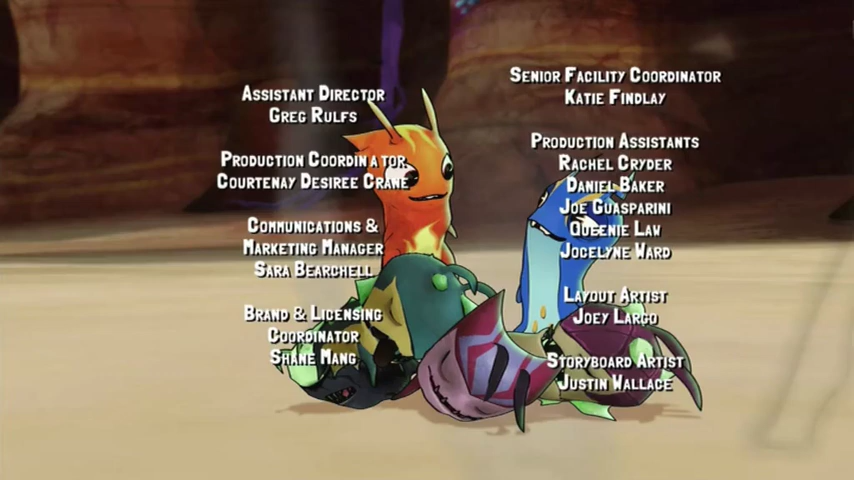 Assistant Director
Greg Rulfs
Production Coordinator
Courtenay Desiree Crane
Communications &
Marketing Manager
Sara Bearchell
Brand & Licensing
Coordinator
Shane Mang
Senior Facility Coordinator
Katie Findlay
Production Assistants
Rachel Cryder
Daniel Baker
Joe Guasparini
Queenie Law
Jocelyne Ward
Layout Artist
Joey Largo
Storyboard Artist
Justin Wallace